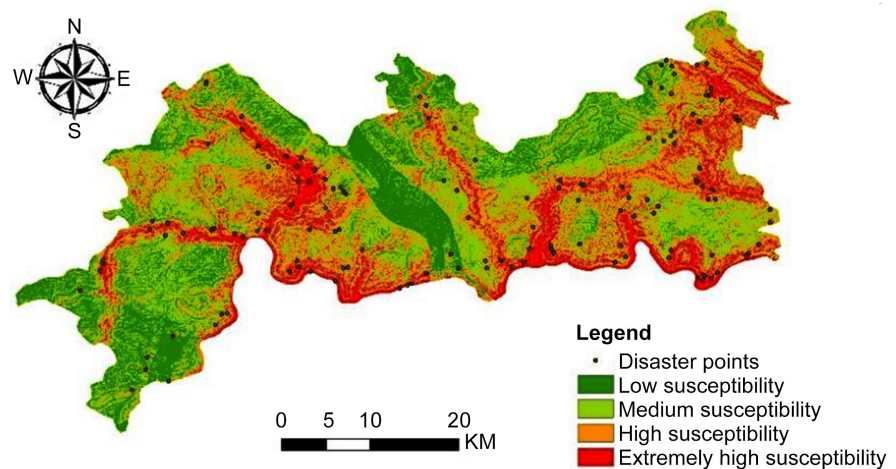 N
W E
S
Legend
Disaster points
Low susceptibility
Medium susceptibility
High susceptibility
Extremely high susceptibility
0 5 10 20
KM